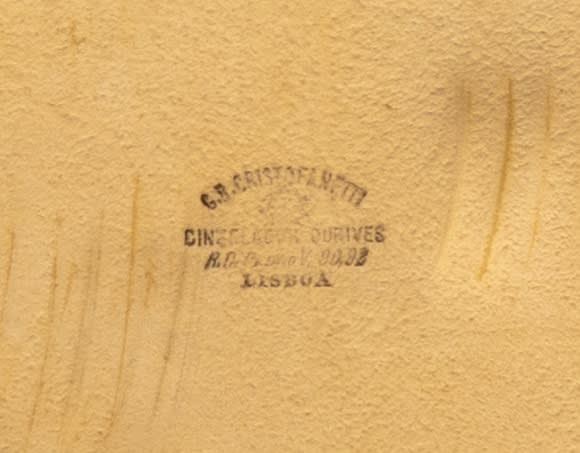 G.B. CRISTOFANETTI
CINZELADOR OURIVES
90,92
LISBOA